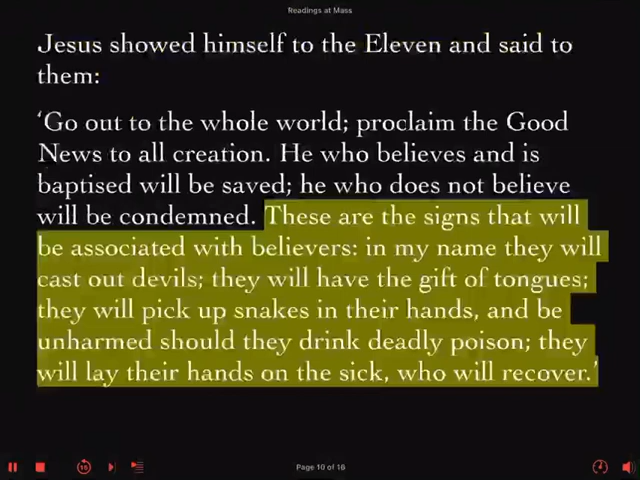 Readings at Mass
Jesus showed himself to the Eleven and said to
them:
‘Go out to the whole world; proclaim the Good
News to all creation. He who believes and is
baptised will be saved; he who does not believe
will be condemned. These are the signs that will
be associated with believers: in my name they will
cast out devils; they will have the gift of tongues;
they will pick up snakes in their hands, and be
unharmed should they drink deadly poison; they
will lay their hands on the sick, who will recover.’
15
Page 10 of 16